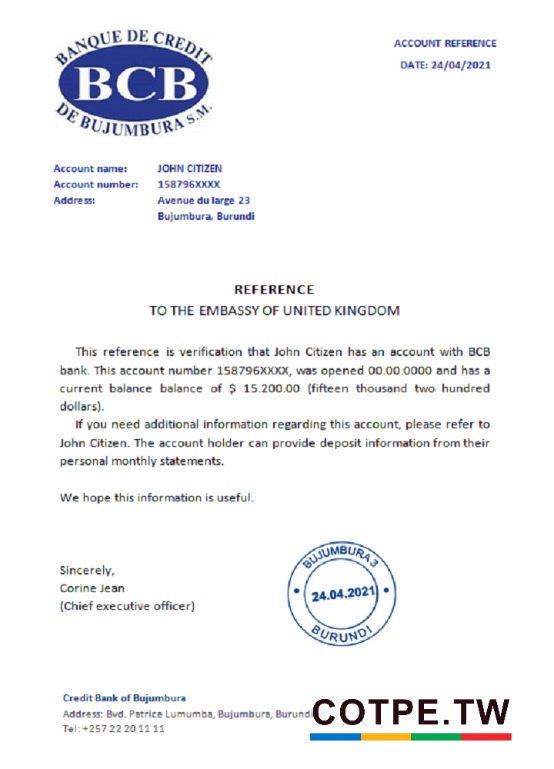 BANQUE DE CREDIT
BCB
DE BUJUMBURA S.M.
ACCOUNT REFERENCE
DATE: 24/04/2021
Account name: JOHN CITIZEN
Account number: 158796XXXX
Address: Avenue du large 23
Bujumbura, Burundi
REFERENCE
TO THE EMBASSY OF UNITED KINGDOM
This reference is verification that John Citizen has an account with BCB
bank. This account number 158796XXXX, was opened 00.00.0000 and has a
current balance balance of $ 15.200.00 (fifteen thousand two hundred
dollars).
If you need additional information regarding this account, please refer to
John Citizen. The account holder can provide deposit information from their
personal monthly statements.
We hope this information is useful.
Sincerely,
Corine Jean
(Chief executive officer)
BUJUMBURA 3
24.04.2021
BURUNDI
Credit Bank of Bujumbura
Address: Bvd. Patrice Lumumba, Bujumbura, Burundi
Tel: +257 22 20 11 11
COTPE.TW